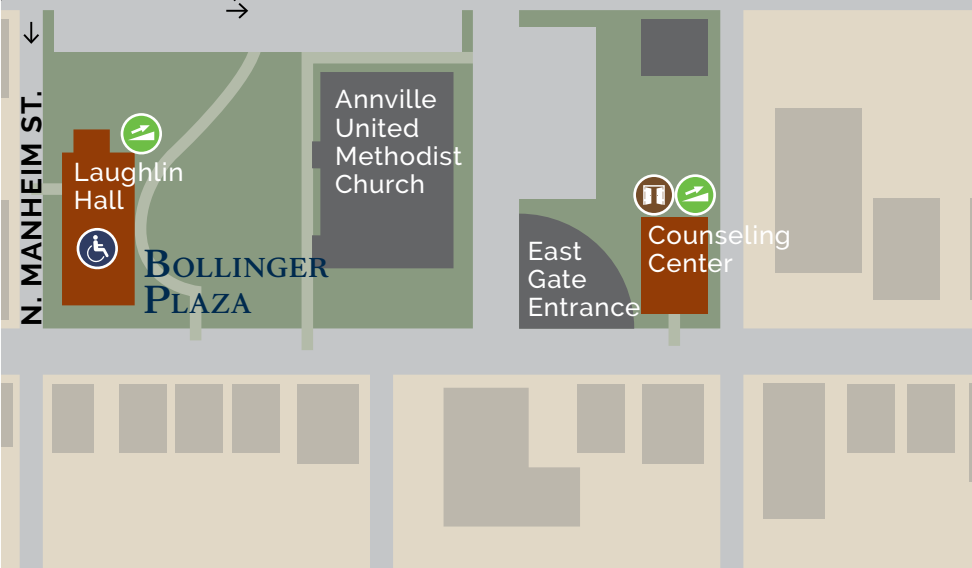 N. MANHEIM ST.
Laughlin
Hall
BOLLINGER
PLAZA
Annville
United
Methodist
Church
East
Gate
Entrance
Counseling
Center